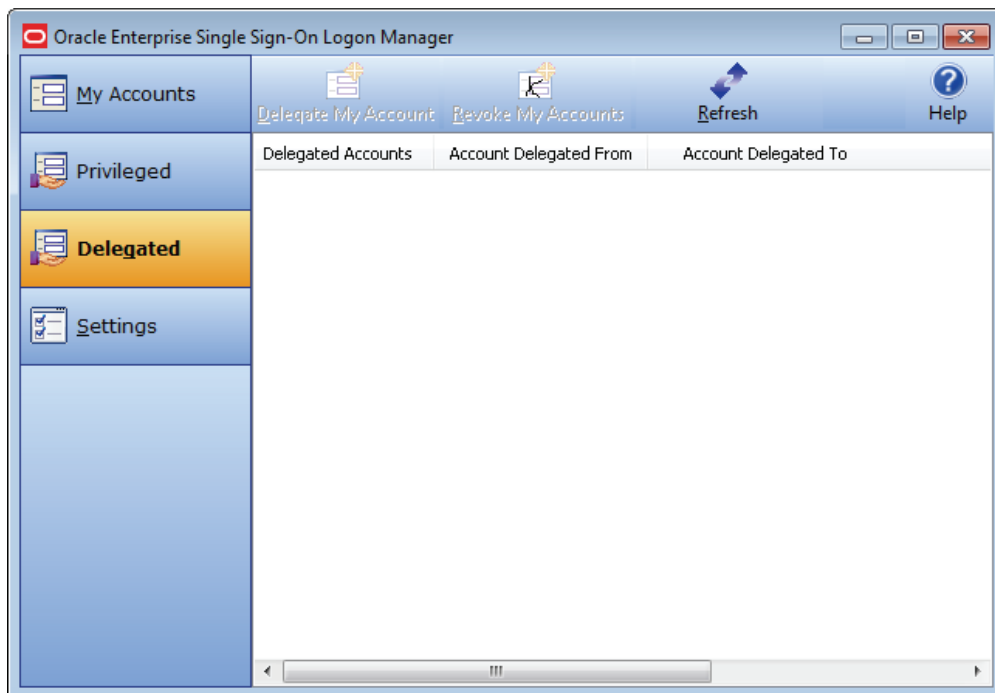 Oracle Enterprise Single Sign-On Logon Manager
My Accounts
Privileged
Delegated
Settings
Delegate My Account
Revoke My Accounts
Refresh
Help
Delegated Accounts
Account Delegated From
Account Delegated To